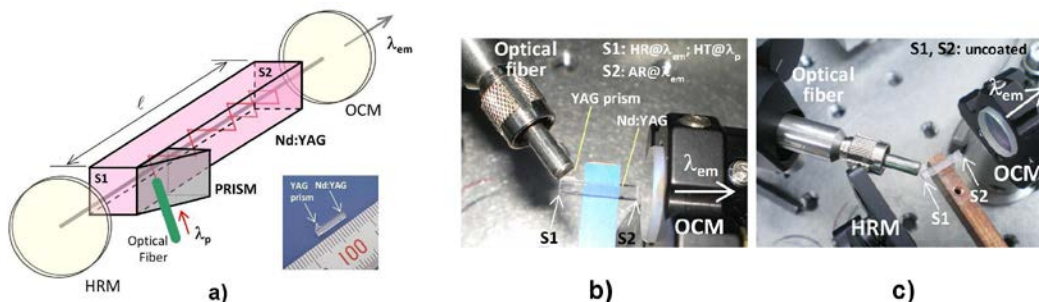 λem
S2
ℓ
OCM
Nd:YAG
S1
PRISM
YAG prism
Nd:YAG
λp
Optical Fiber
100
HRM
a)
Optical fiber
S1: HR@λem; HT@λp
S2: AR@λem
YAG prism
Nd:YAG
λem
S1
S2
OCM
b)
S1, S2: uncoated
Optical fiber
λem
OCM
S2
S1
HRM
c)